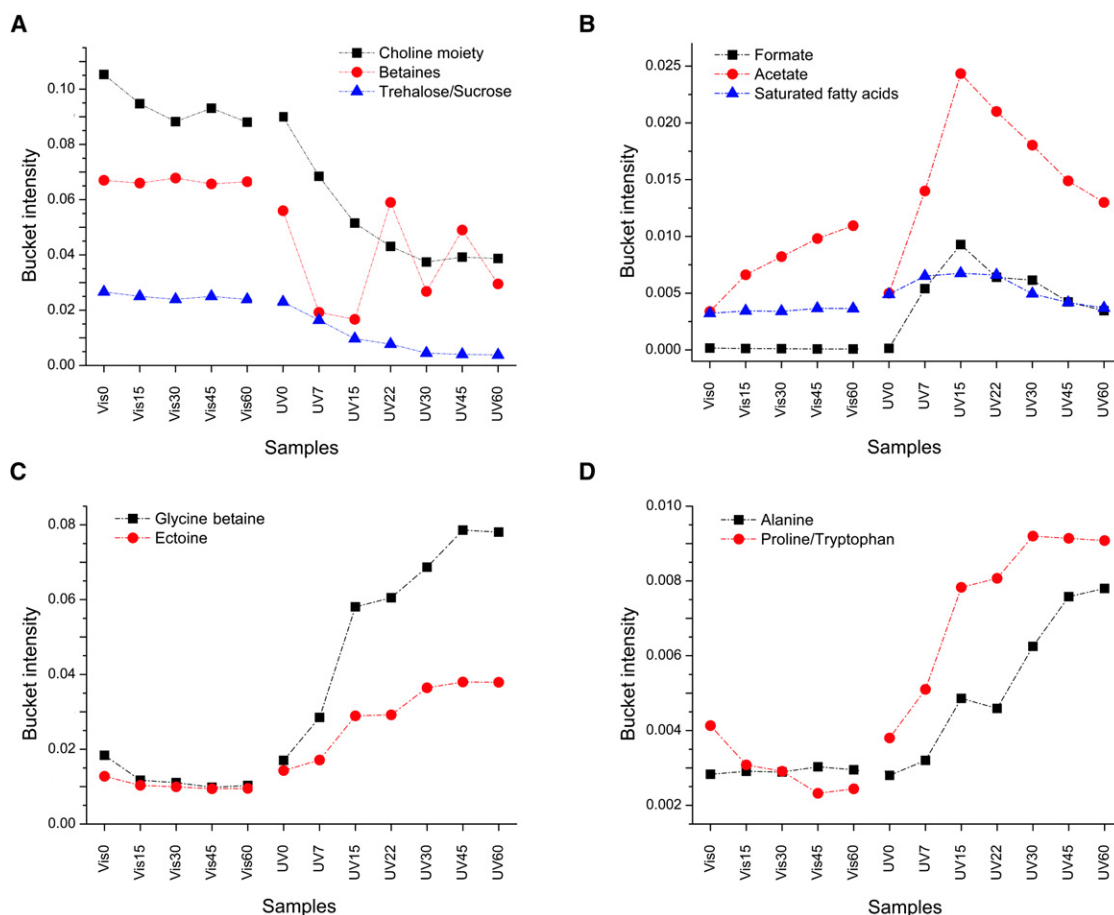 A
Choline moiety
Betaines
Trehalose/Sucrose
Bucket intensity
0.10
0.08
0.06
0.04
0.02
0.00
Vis0
Vis15
Vis30
Vis45
Vis60
UV0
UV7
UV15
UV22
UV30
UV45
UV60
Samples
B
Formate
Acetate
Saturated fatty acids
Bucket intensity
0.025
0.020
0.015
0.010
0.005
0.000
Vis0
Vis15
Vis30
Vis45
Vis60
UV0
UV7
UV15
UV22
UV30
UV45
UV60
Samples
C
Glycine betaine
Ectoine
Bucket intensity
0.08
0.06
0.04
0.02
0.00
Vis0
Vis15
Vis30
Vis45
Vis60
UV0
UV7
UV15
UV22
UV30
UV45
UV60
Samples
D
Alanine
Proline/Tryptophan
Bucket intensity
0.010
0.008
0.006
0.004
0.002
Vis0
Vis15
Vis30
Vis45
Vis60
UV0
UV7
UV15
UV22
UV30
UV45
UV60
Samples